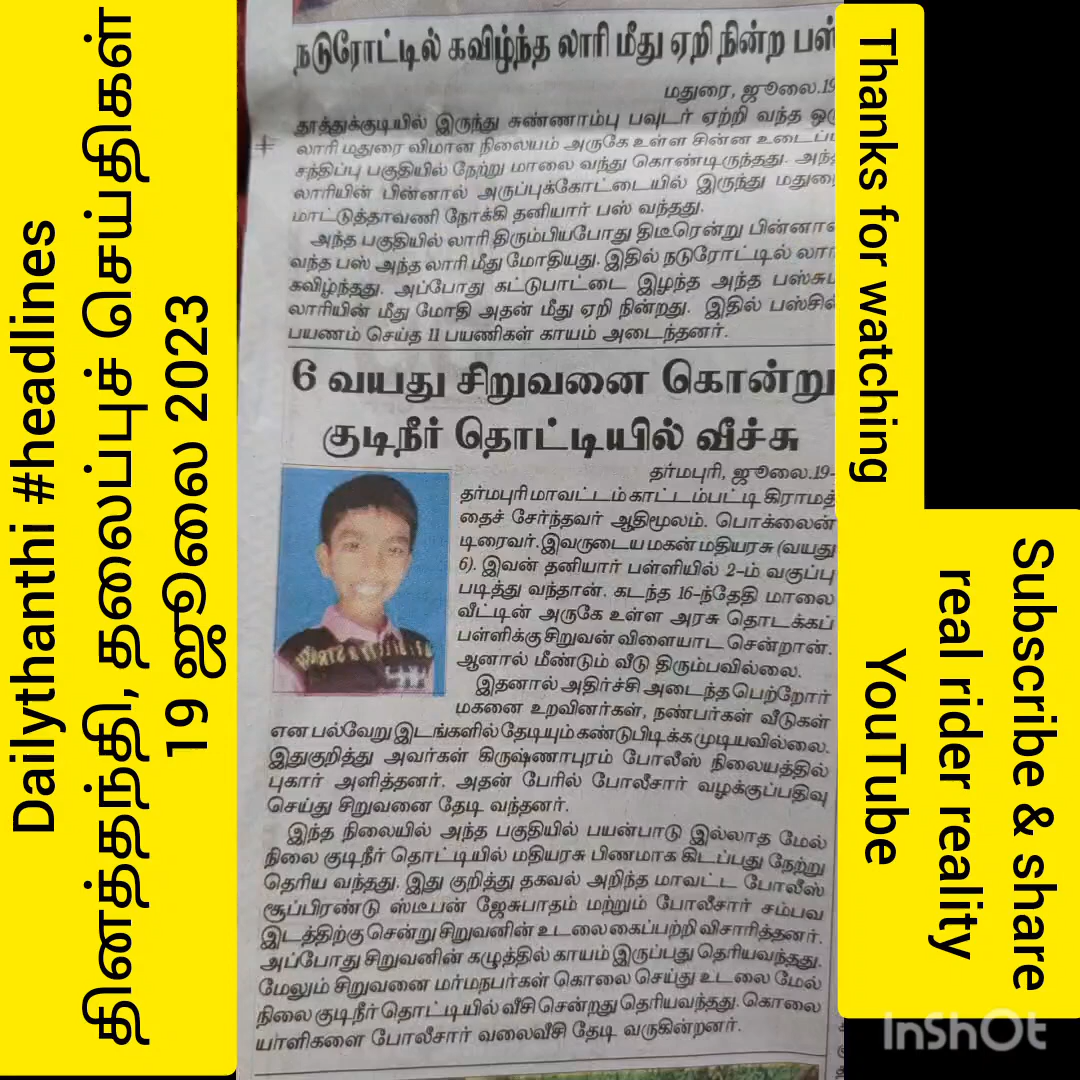 Dailythanthi #headlines
தினத்தந்தி, தலைப்புச் செய்திகள்
19 ஜூலை 2023
நடுரோட்டில் கவிழ்ந்த லாரி மீது ஏறி நின்ற பஸ்
மதுரை, ஜூலை.19
தூத்துக்குடியில் இருந்து சுண்ணாம்பு பவுடர் ஏற்றி வந்த ஒரு
லாரி மதுரை விமான நிலையம் அருகே உள்ள சின்ன உடைப்ப
சந்திப்பு பகுதியில் நேற்று மாலை வந்து கொண்டிருந்தது. அந்த
லாரியின் பின்னால் அருப்புக்கோட்டையில் இருந்து மதுரை
மாட்டுத்தாவணி நோக்கி தனியார் பஸ் வந்தது.
அந்த பகுதியில் லாரி திரும்பியபோது திடீரென்று பின்னால்
வந்த பஸ் அந்த லாரி மீது மோதியது. இதில் நடுரோட்டில் லாரி
கவிழ்ந்தது. அப்போது கட்டுபாட்டை இழந்த அந்த பஸ்சும்
லாரியின் மீது மோதி அதன் மீது ஏறி நின்றது. இதில் பஸ்சில்
பயணம் செய்த 11 பயணிகள் காயம் அடைந்தனர்.
6 வயது சிறுவனை கொன்று
குடிநீர் தொட்டியில் வீச்சு
தர்மபுரி, ஜூலை.19-
தர்மபுரி மாவட்டம் காட்டம்பட்டி கிராமத்
தைச் சேர்ந்தவர் ஆதிமூலம். பொக்லைன்
டிரைவர். இவருடைய மகன் மதியரசு (வயது
6). இவன் தனியார் பள்ளியில் 2-ம் வகுப்பு
படித்து வந்தான். கடந்த 16-ந்தேதி மாலை
வீட்டின் அருகே உள்ள அரசு தொடக்கப்
பள்ளிக்கு சிறுவன் விளையாட சென்றான்.
ஆனால் மீண்டும் வீடு திரும்பவில்லை.
இதனால் அதிர்ச்சி அடைந்த பெற்றோர்
மகனை உறவினர்கள், நண்பர்கள் வீடுகள்
என பல்வேறு இடங்களில் தேடியும் கண்டுபிடிக்க முடியவில்லை.
இதுகுறித்து அவர்கள் கிருஷ்ணாபுரம் போலீஸ் நிலையத்தில்
புகார் அளித்தனர். அதன் பேரில் போலீசார் வழக்குப்பதிவு
செய்து சிறுவனை தேடி வந்தனர்.
இந்த நிலையில் அந்த பகுதியில் பயன்பாடு இல்லாத மேல்
நிலை குடிநீர் தொட்டியில் மதியரசு பிணமாக கிடப்பது நேற்று
தெரிய வந்தது. இது குறித்து தகவல் அறிந்த மாவட்ட போலீஸ்
சூப்பிரண்டு ஸ்டீபன் ஜேசுபாதம் மற்றும் போலீசார் சம்பவ
இடத்திற்கு சென்று சிறுவனின் உடலை கைப்பற்றி விசாரித்தனர்.
அப்போது சிறுவனின் கழுத்தில் காயம் இருப்பது தெரியவந்தது.
மேலும் சிறுவனை மர்மநபர்கள் கொலை செய்து உடலை மேல்
நிலை குடிநீர் தொட்டியில் வீசி சென்றது தெரியவந்தது. கொலை
யாளிகளை போலீசார் வலைவீசி தேடி வருகின்றனர்.
Thanks for watching
Subscribe & share
real rider reality
YouTube
InShOt